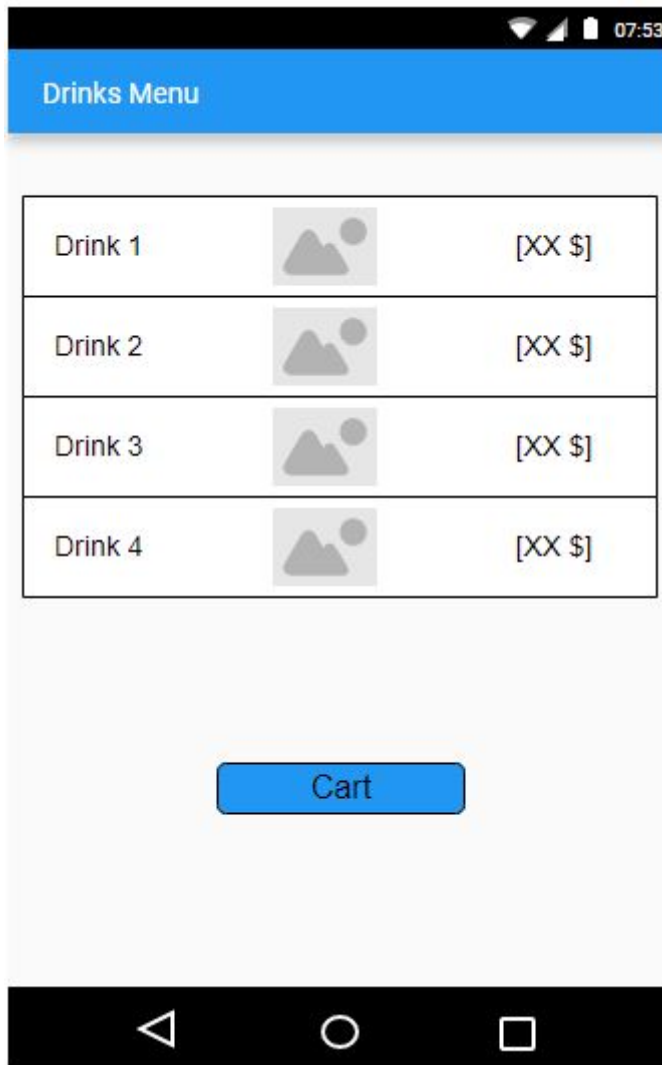 07:53
Drinks Menu
Drink 1 [XX $]
Drink 2 [XX $]
Drink 3 [XX $]
Drink 4 [XX $]
Cart